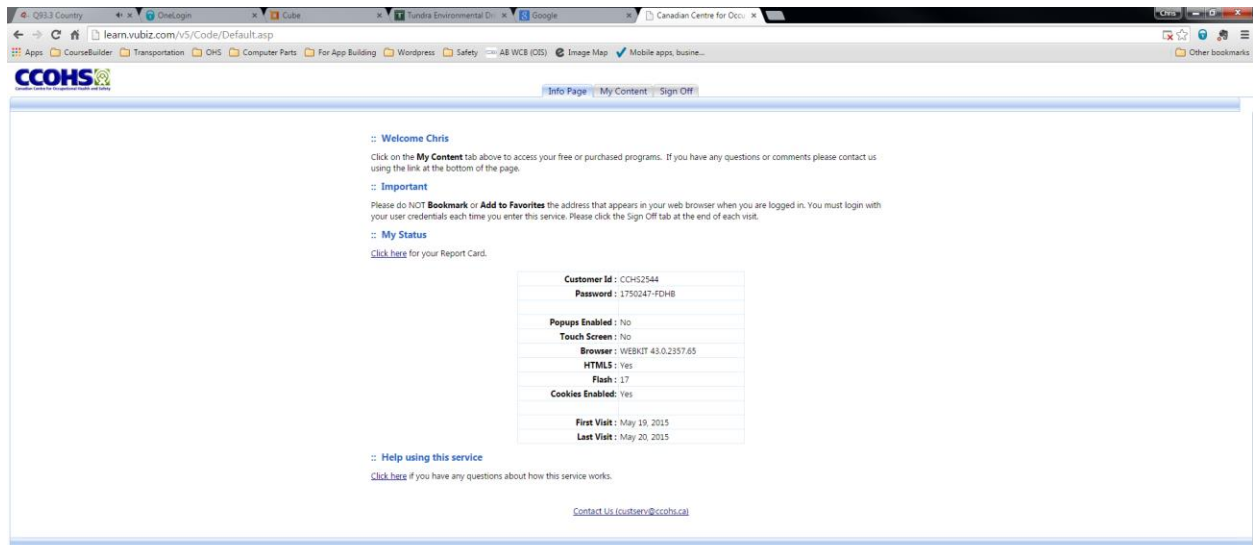 Q93.3 Country
OneLogin
Cube
Tundra Environmental Di
Google
Canadian Centre for Occu
Chris
learn.vubiz.com/v5/Code/Default.asp
Apps CourseBuilder Transportation OHS Computer Parts For App Building Wordpress Safety AB WCB (OIS) Image Map Mobile apps, busine... Other bookmarks
CCOHS
Canadian Centre for Occupational Health and Safety
Info Page My Content Sign Off
:: Welcome Chris
Click on the My Content tab above to access your free or purchased programs. If you have any questions or comments please contact us
using the link at the bottom of the page.
:: Important
Please do NOT Bookmark or Add to Favorites the address that appears in your web browser when you are logged in. You must login with
your user credentials each time you enter this service. Please click the Sign Off tab at the end of each visit.
:: My Status
Click here for your Report Card.
Customer Id : CCHS2544
Password : 1750247-FDHB
Popups Enabled : No
Touch Screen : No
Browser : WEBKIT 43.0.2357.65
HTML5 : Yes
Flash : 17
Cookies Enabled: Yes
First Visit : May 19, 2015
Last Visit : May 20, 2015
:: Help using this service
Click here if you have any questions about how this service works.
Contact Us (custserv@ccohs.ca)